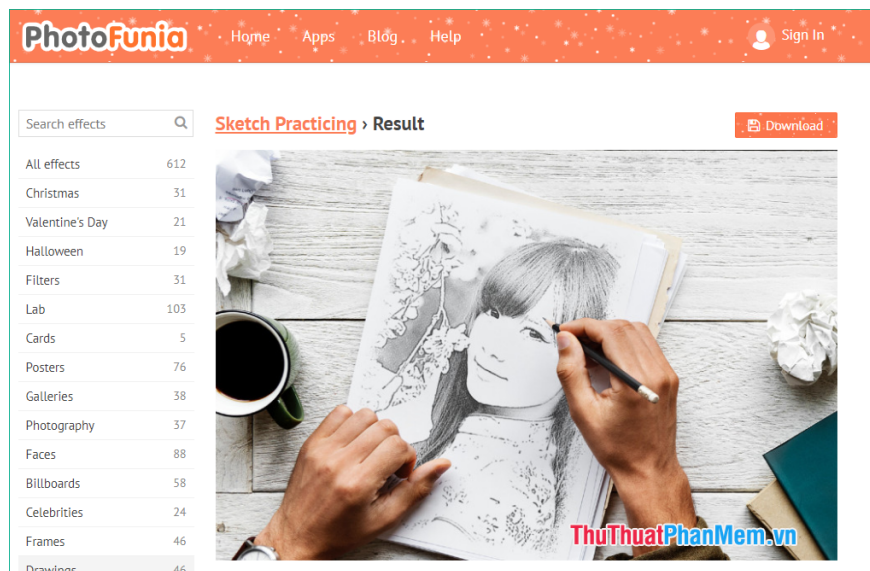 PhotoFunia
Home Apps Blog Help
Sign In
Search effects
Sketch Practicing › Result
Download
All effects 612
Christmas 31
Valentine's Day 21
Halloween 19
Filters 31
Lab 103
Cards 5
Posters 76
Galleries 38
Photography 37
Faces 88
Billboards 58
Celebrities 24
Frames 46
Drawings 46
ThuThuatPhanMem.vn